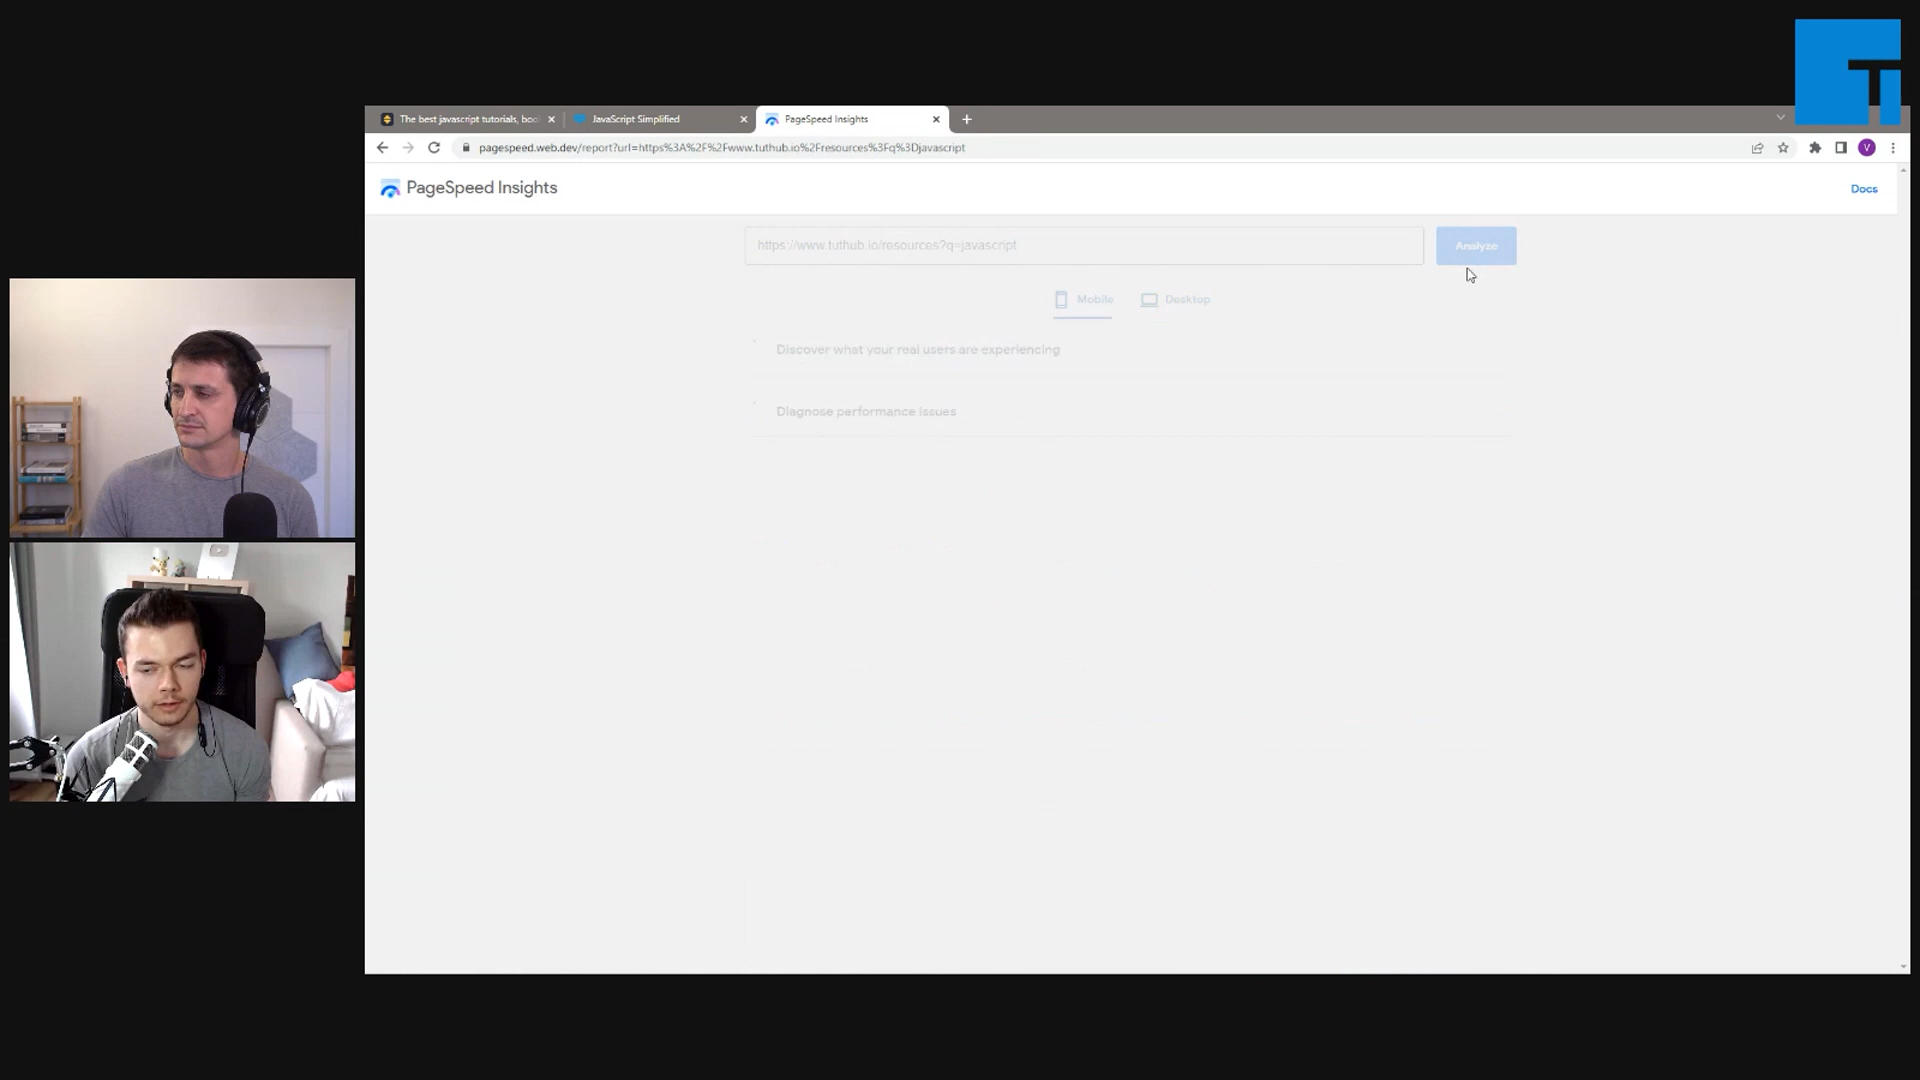 The best javascript tutorials, boo
JavaScript Simplified
PageSpeed Insights
pagespeed.web.dev/report?url=https%3A%2F%2Fwww.tuthub.io%2Fresources%3Fq%3Djavascript
V
PageSpeed Insights
Docs
https://www.tuthub.io/resources?q=javascript
Analyze
Mobile
Desktop
Discover what your real users are experiencing
Diagnose performance issues